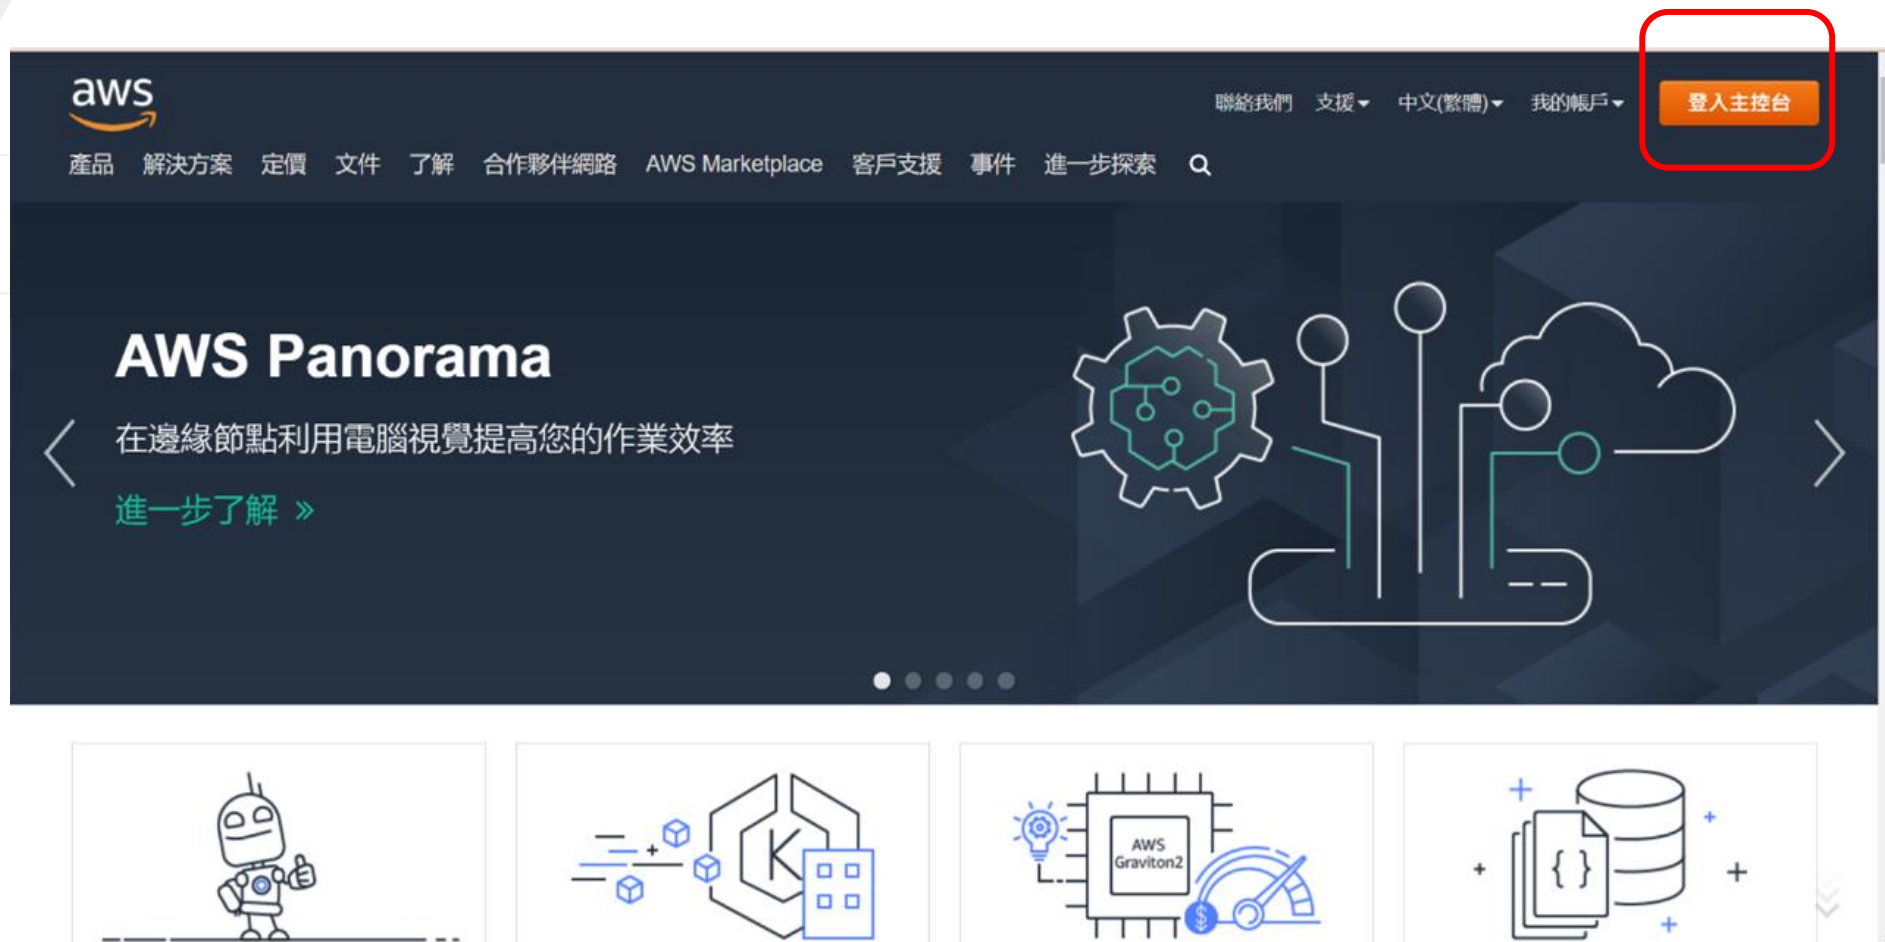 aws
聯絡我們 支援 中文(繁體) 我的帳戶 登入主控台
產品 解決方案 定價 文件 了解 合作夥伴網路 AWS Marketplace 客戶支援 事件 進一步探索
AWS Panorama
在邊緣節點利用電腦視覺提高您的作業效率
進一步了解 »
K
AWS
Graviton2
$
{ }